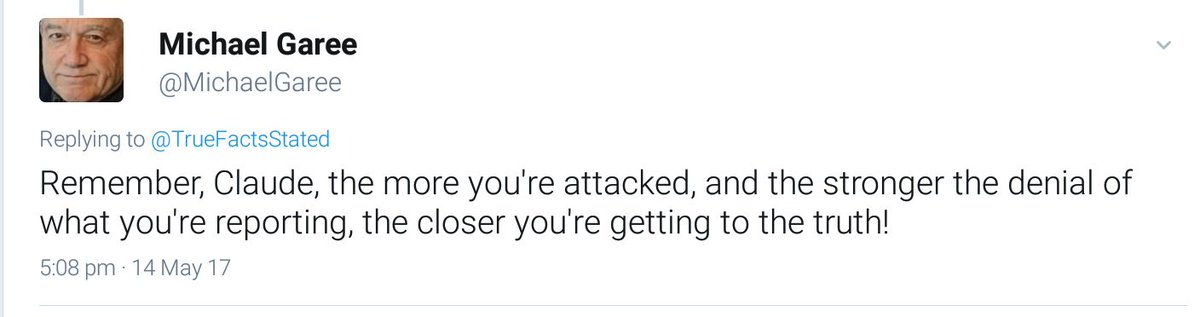 Michael Garee
@MichaelGaree
Replying to @TrueFactsStated
Remember, Claude, the more you're attacked, and the stronger the denial of
what you're reporting, the closer you're getting to the truth!
5:08 pm · 14 May 17